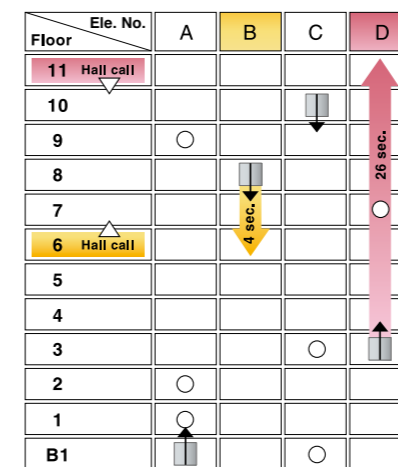 Ele. No.
Floor
A B C D
11 Hall call
10
9
8
7
6 Hall call
5
4
3
2
1
B1
4 sec.
26 sec.